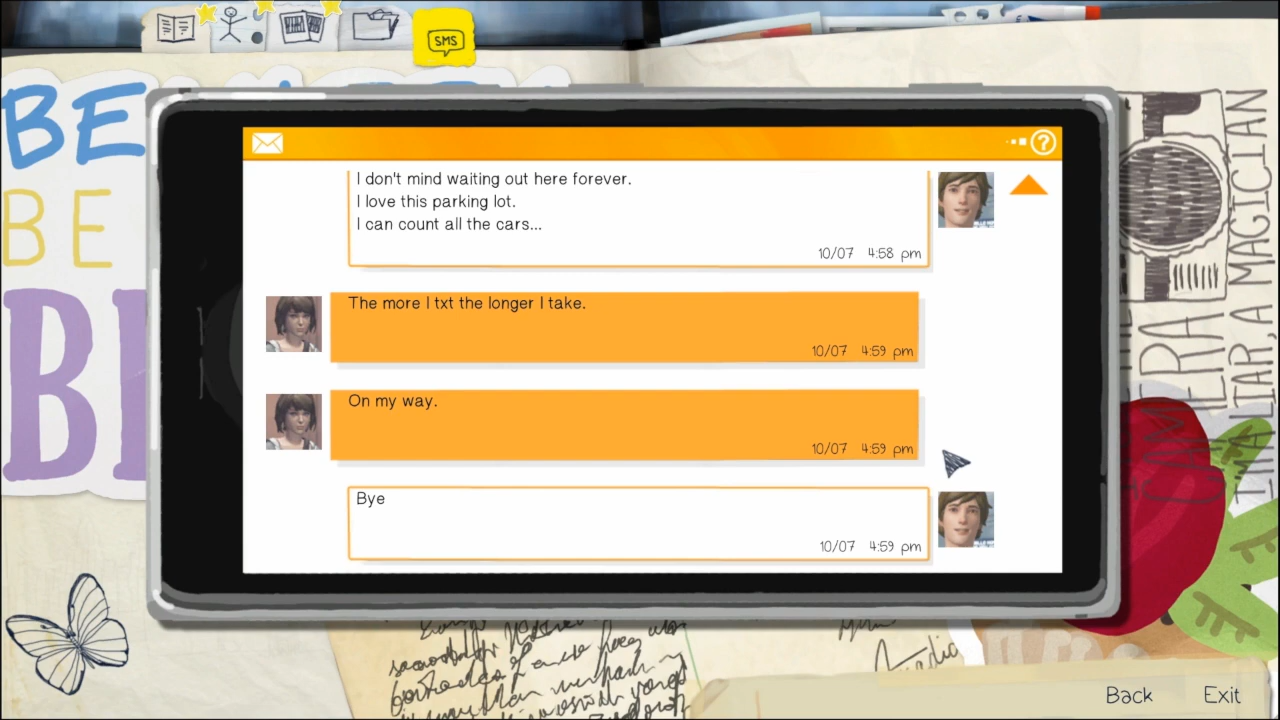 SMS
BE
BE
I don't mind waiting out here forever.
I love this parking lot.
I can count all the cars...
10/07 4:58 pm
The more I txt the longer I take.
10/07 4:59 pm
On my way.
10/07 4:59 pm
Bye
10/07 4:59 pm
CAMERA
LIAR, A MAGICIAN
Back Exit